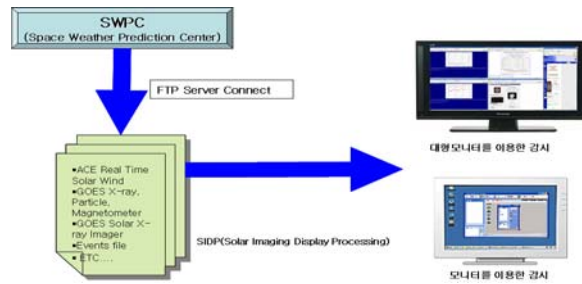 SWPC
(Space Weather Prediction Center)
FTP Server Connect
▪ACE Real Time
Solar Wind
▪GOES X-ray,
Particle,
Magnetometer
▪GOES Solar X-
ray Imager
▪Events file
▪ ETC....
SIDP(Solar Imaging Display Processing)
대형모니터를 이용한 감시
모니터를 이용한 감시